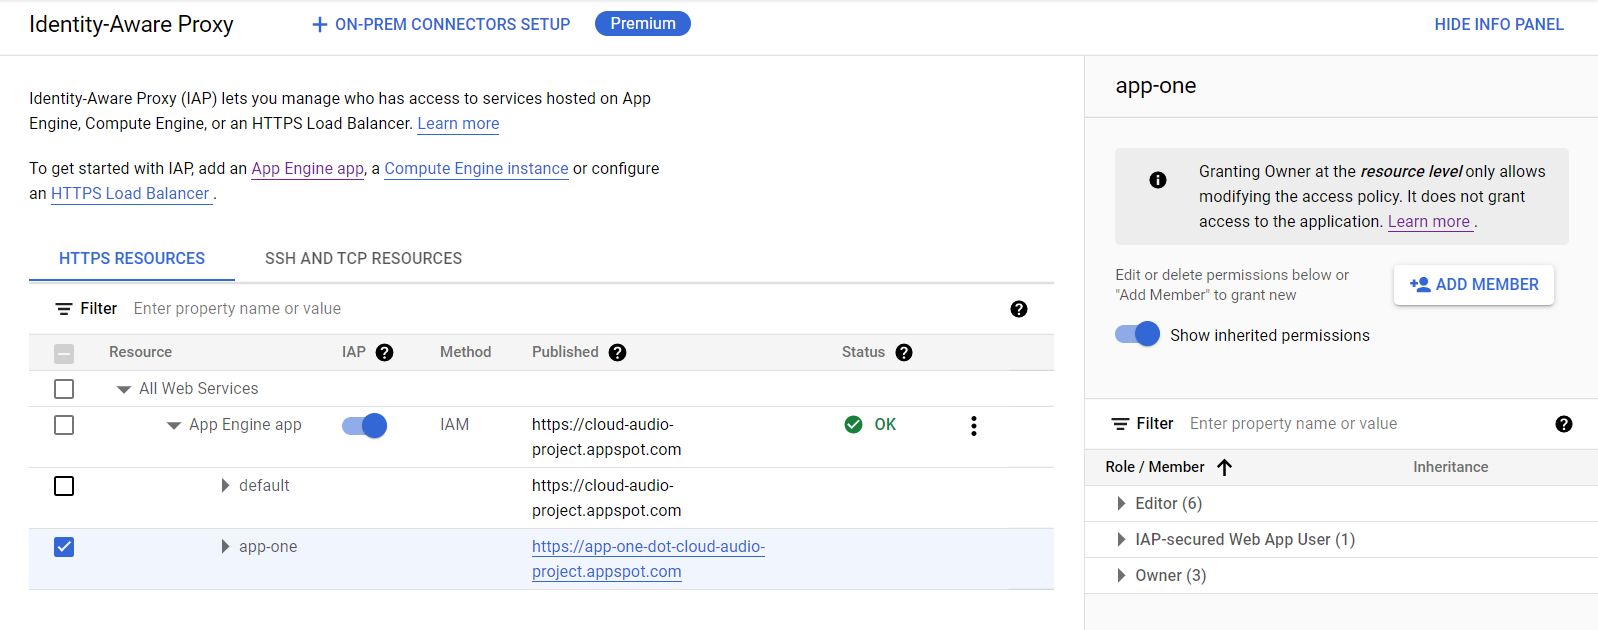 Identity-Aware Proxy
ON-PREM CONNECTORS SETUP
Premium
HIDE INFO PANEL
Identity-Aware Proxy (IAP) lets you manage who has access to services hosted on App
Engine, Compute Engine, or an HTTPS Load Balancer. Learn more
To get started with IAP, add an App Engine app, a Compute Engine instance or configure
an HTTPS Load Balancer .
HTTPS RESOURCES
SSH AND TCP RESOURCES
Filter Enter property name or value
Resource IAP Method Published Status
All Web Services
App Engine app IAM https://cloud-audio- OK
project.appspot.com
default https://cloud-audio-
project.appspot.com
app-one https://app-one-dot-cloud-audio-
project.appspot.com
app-one
Granting Owner at the resource level only allows
modifying the access policy. It does not grant
access to the application. Learn more .
Edit or delete permissions below or
"Add Member" to grant new
ADD MEMBER
Show inherited permissions
Filter Enter property name or value
Role / Member Inheritance
Editor (6)
IAP-secured Web App User (1)
Owner (3)